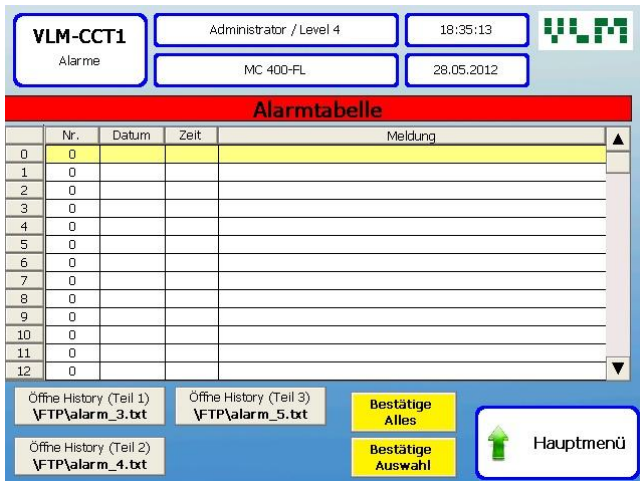 VLM-CCT1
Alarme
Administrator / Level 4
18:35:13
VLM
MC 400-FL
28.05.2012
Alarmtabelle
Nr. Datum Zeit Meldung
0 0
1 0
2 0
3 0
4 0
5 0
6 0
7 0
8 0
9 0
10 0
11 0
12 0
Öffne History (Teil 1)
\FTP\alarm_3.txt
Öffne History (Teil 3)
\FTP\alarm_5.txt
Bestätige
Alles
Öffne History (Teil 2)
\FTP\alarm_4.txt
Bestätige
Auswahl
Hauptmenü